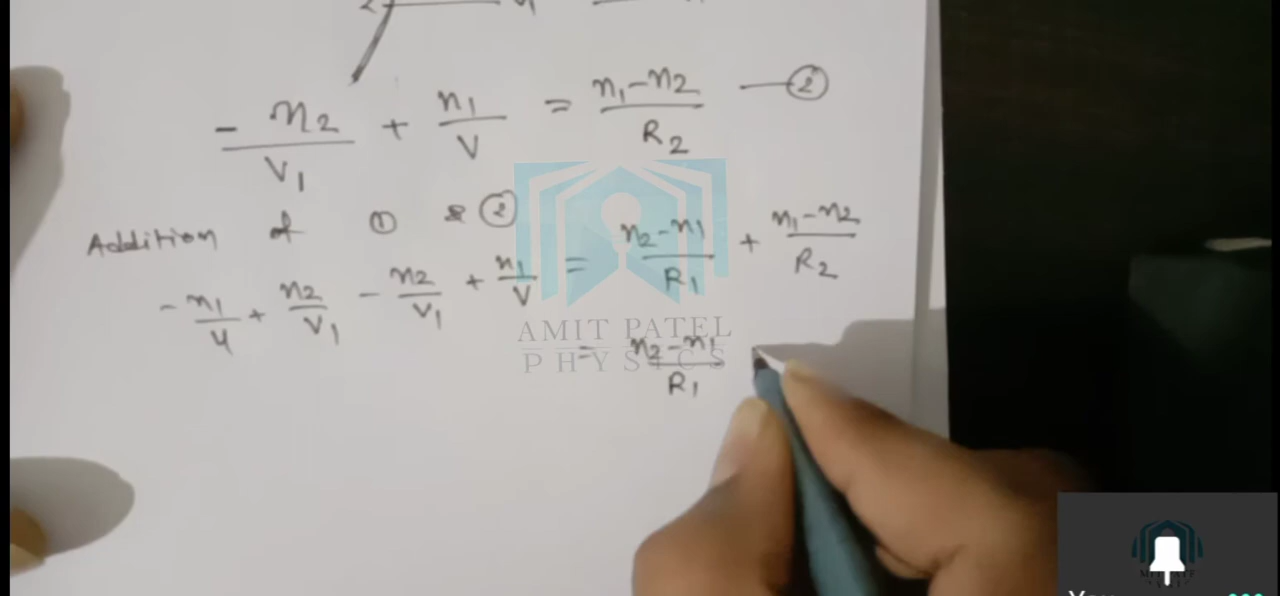 - n2/V1 + n1/V = n1-n2/R2 — ②
Addition of ① & ②
- n1/u + n2/V1 - n2/V1 + n1/V = n2-n1/R1 + n1-n2/R2
= n2-n1/R1
AMIT PATEL
PHYSICS